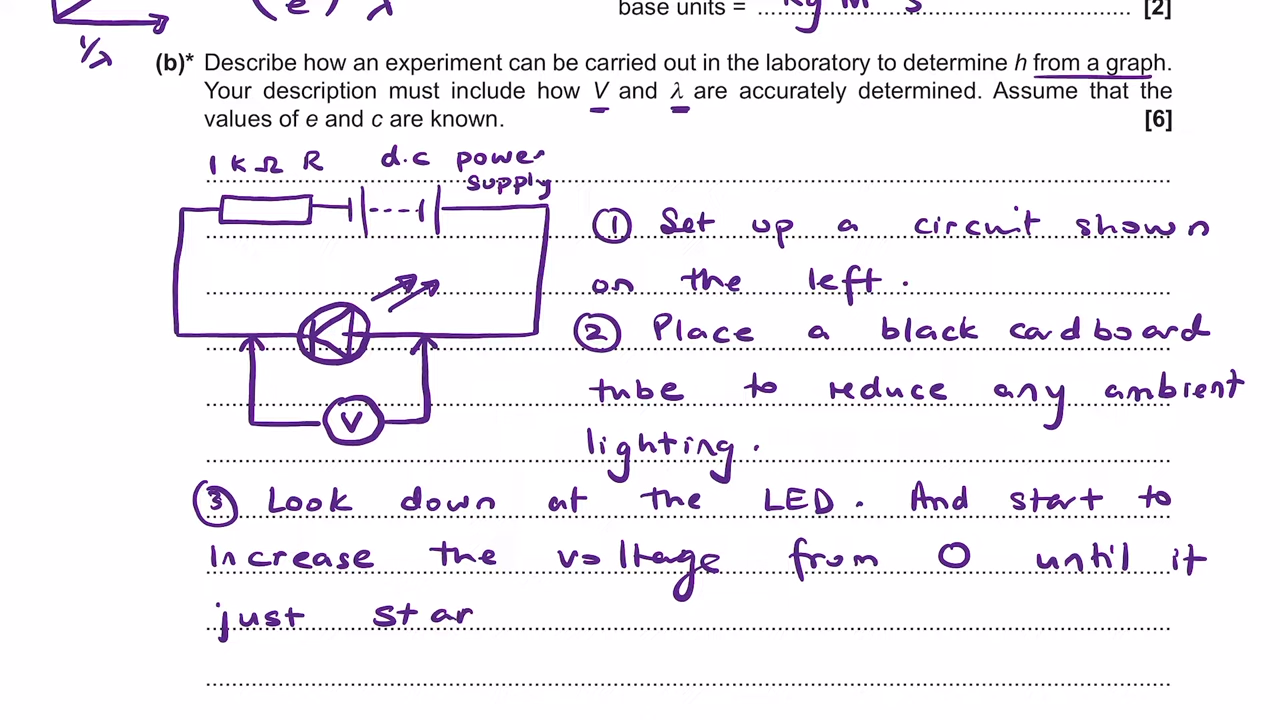 (e) λ
base units = kg m s [2]
1/λ
(b)* Describe how an experiment can be carried out in the laboratory to determine h from a graph.
Your description must include how V and λ are accurately determined. Assume that the
values of e and c are known. [6]
1 k Ω R d.c power
supply
① Set up a circuit shown
on the left.
② Place a black cardboard
tube to reduce any ambient
lighting.
V
③ Look down at the LED. And start to
increase the voltage from 0 until it
just star